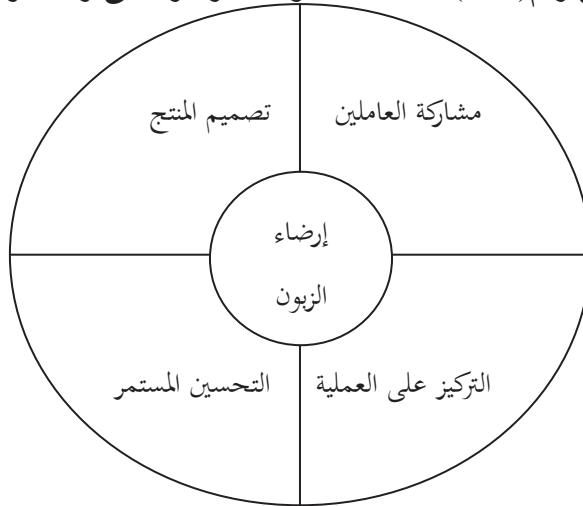 مشاركة العاملين
تصميم المنتج
إرضاء
الزبون
التركيز على العملية
التحسين المستمر